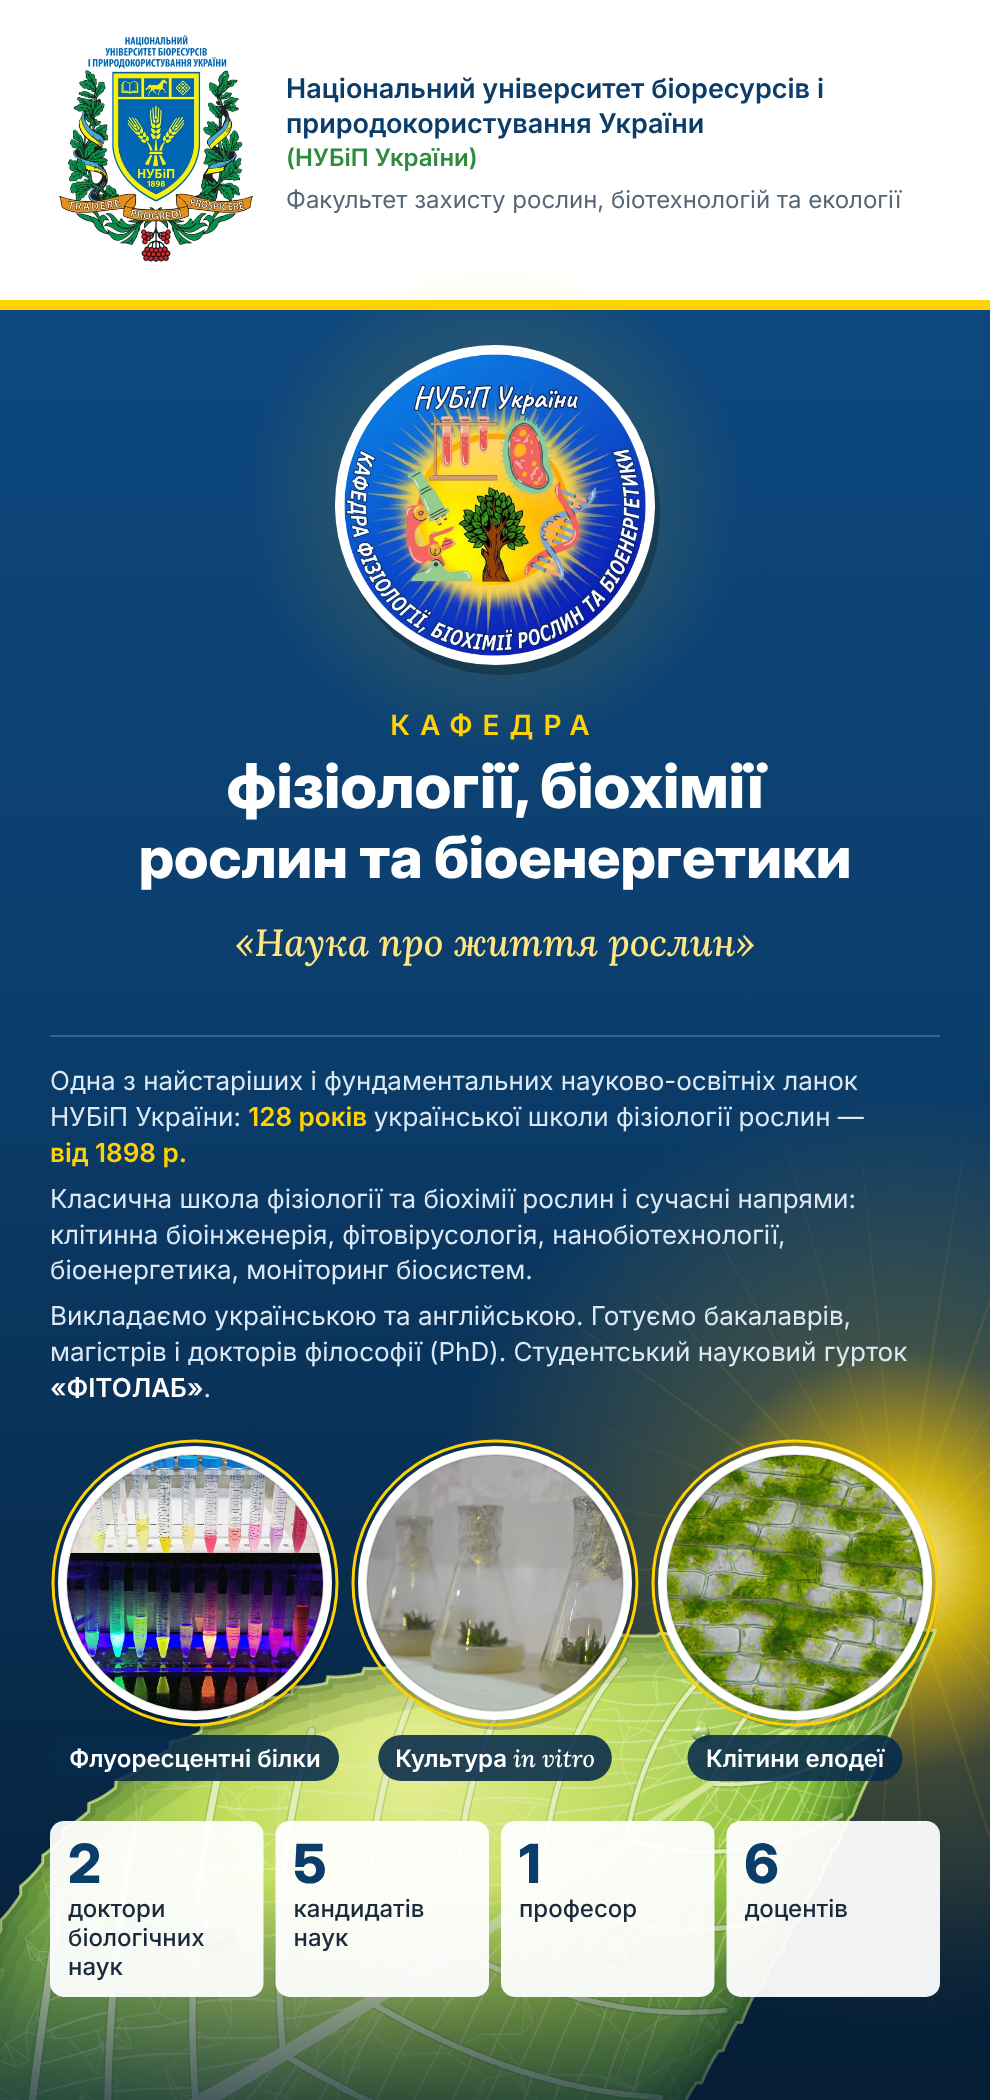 НАЦІОНАЛЬНИЙ
УНІВЕРСИТЕТ БІОРЕСУРСІВ
І ПРИРОДОКОРИСТУВАННЯ УКРАЇНИ
НУБіП
1898
TRADERE PROGREDI PROSPICERE
Національний університет біоресурсів і
природокористування України
(НУБіП України)
Факультет захисту рослин, біотехнологій та екології
НУБіП України
КАФЕДРА ФІЗІОЛОГІЇ, БІОХІМІЇ РОСЛИН ТА БІОЕНЕРГЕТИКИ
КАФЕДРА
фізіології, біохімії
рослин та біоенергетики
«Наука про життя рослин»
Одна з найстаріших і фундаментальних науково-освітніх ланок
НУБіП України: 128 років української школи фізіології рослин —
від 1898 р.
Класична школа фізіології та біохімії рослин і сучасні напрями:
клітинна біоінженерія, фітовірусологія, нанобіотехнології,
біоенергетика, моніторинг біосистем.
Викладаємо українською та англійською. Готуємо бакалаврів,
магістрів і докторів філософії (PhD). Студентський науковий гурток
«ФІТОЛАБ».
Флуоресцентні білки
Культура in vitro
Клітини елодеї
2
доктори
біологічних
наук
5
кандидатів
наук
1
професор
6
доцентів